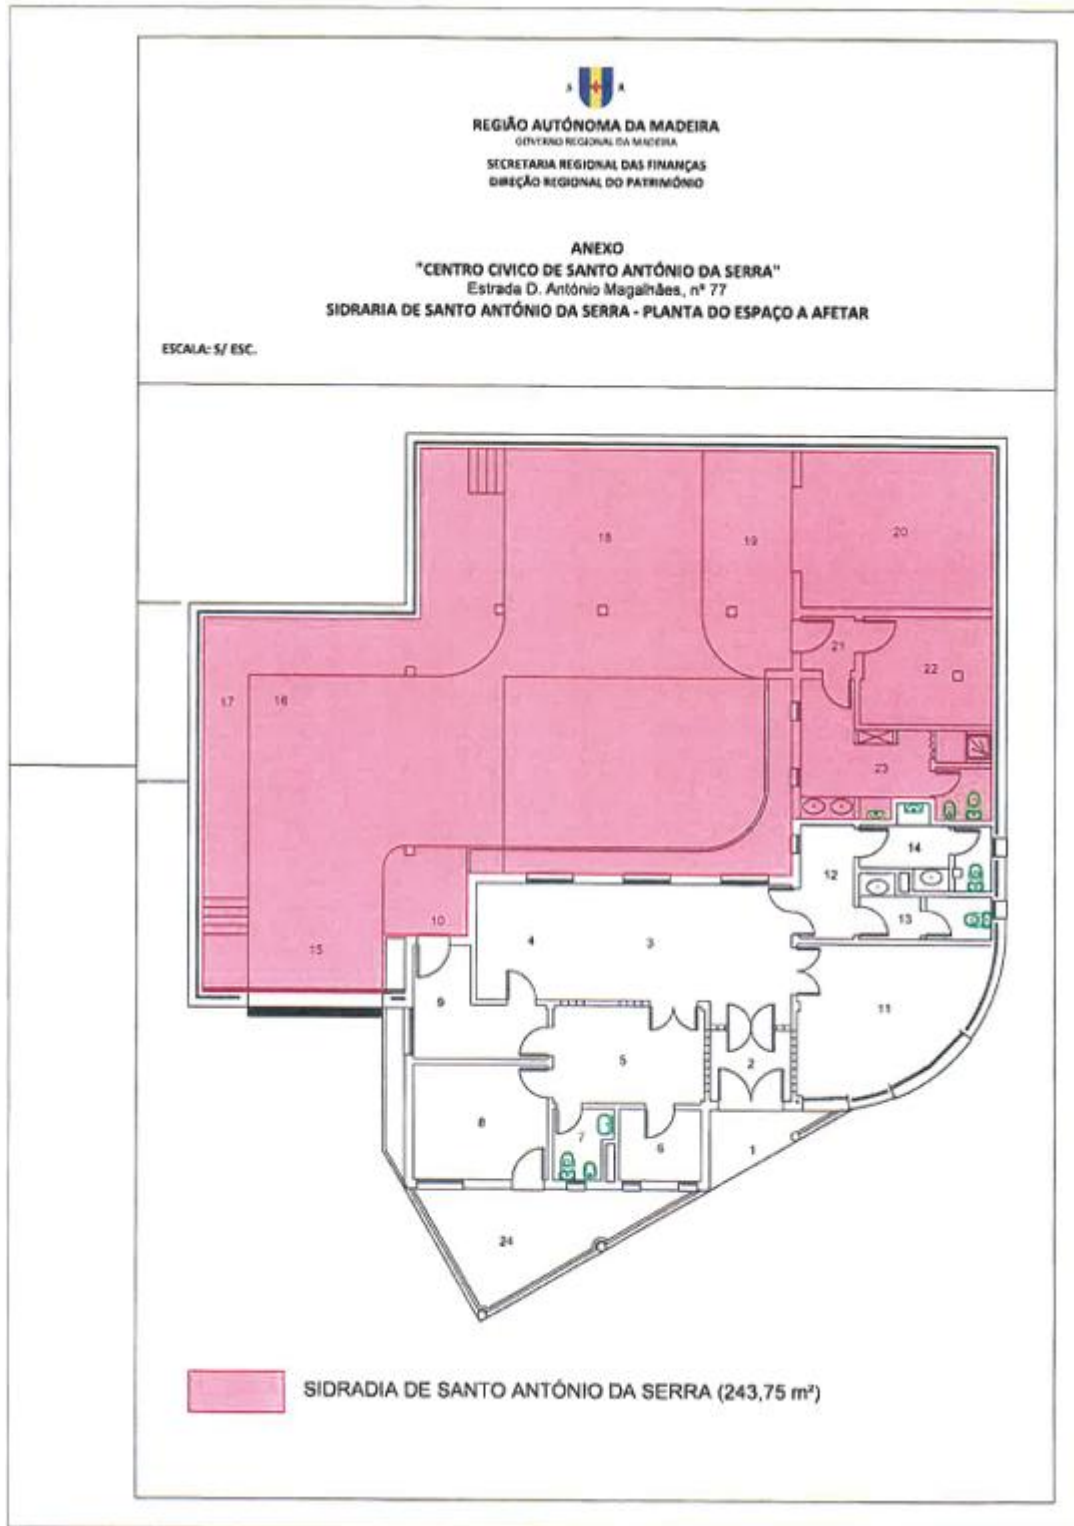 S R
REGIÃO AUTÓNOMA DA MADEIRA
GOVERNO REGIONAL DA MADEIRA
SECRETARIA REGIONAL DAS FINANÇAS
DIREÇÃO REGIONAL DO PATRIMÓNIO
ANEXO
"CENTRO CIVICO DE SANTO ANTÓNIO DA SERRA"
Estrada D. António Magalhães, nº 77
SIDRARIA DE SANTO ANTÓNIO DA SERRA - PLANTA DO ESPAÇO A AFETAR
ESCALA: S/ ESC.
18
19
20
21
22
17
16
23
14
12
10
13
15
4
3
9
11
5
2
8
7
6
1
24
SIDRADIA DE SANTO ANTÓNIO DA SERRA (243,75 m²)